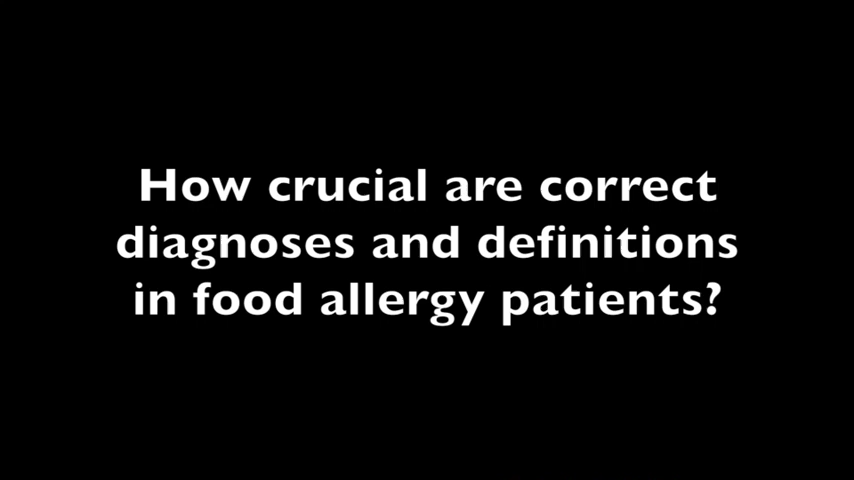 How crucial are correct
diagnoses and definitions
in food allergy patients?